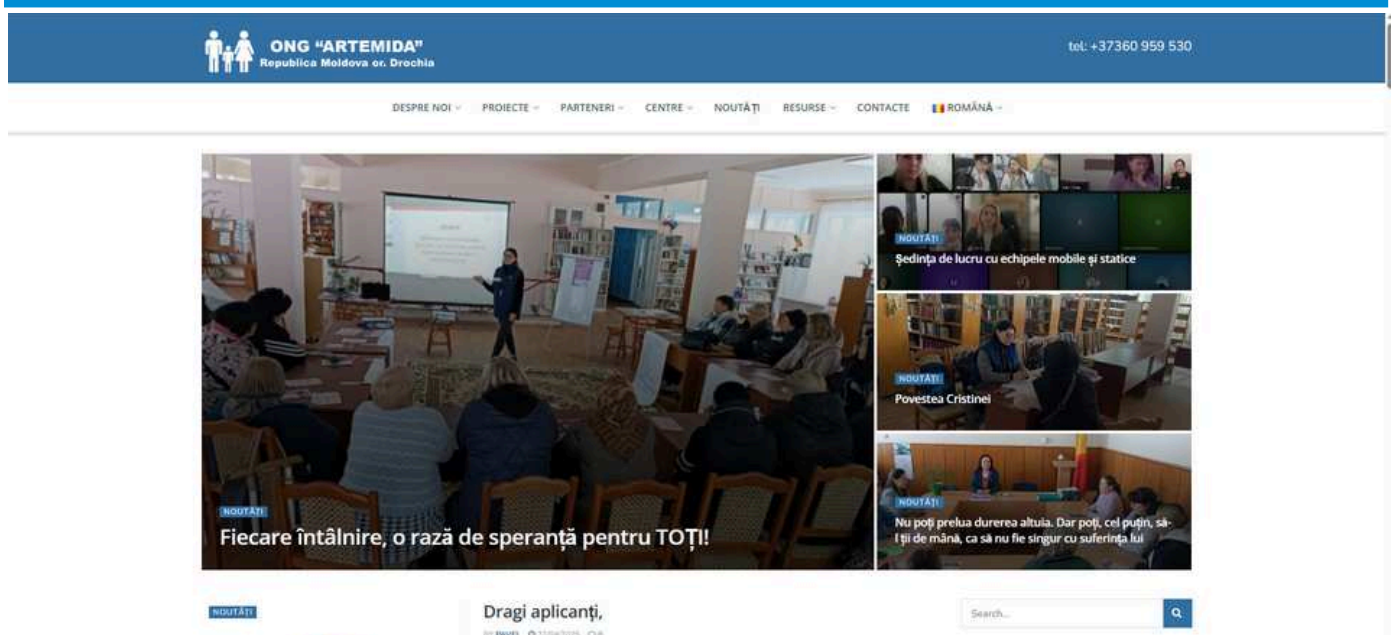 ONG "ARTEMIDA"
Republica Moldova or. Drochia
tel: +37360 959 530
DESPRE NOI
PROIECTE
PARTENERI
CENTRE
NOUTĂȚI
RESURSE
CONTACTE
ROMÂNĂ
NOUTĂȚI
Fiecare întâlnire, o rază de speranță pentru TOȚI!
NOUTĂȚI
Ședința de lucru cu echipele mobile și statice
NOUTĂȚI
Povestea Cristinei
NOUTĂȚI
Nu poți prelua durerea altuia. Dar poți, cel puțin, să-
l ții de mână, ca să nu fie singur cu suferința lui
NOUTĂȚI
Dragi aplicanți,
Search...